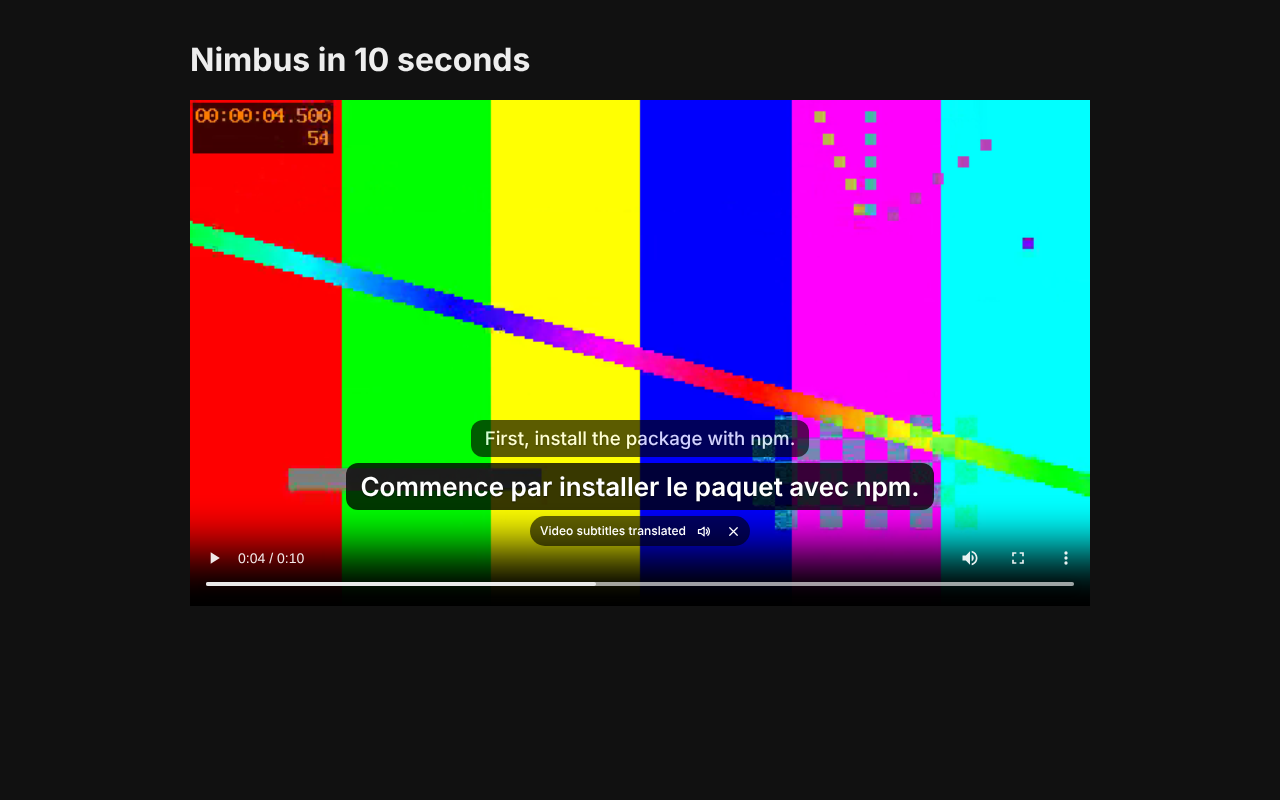 Nimbus in 10 seconds
00:00:04.500
54
First, install the package with npm.
Commence par installer le paquet avec npm.
Video subtitles translated
0:04 / 0:10